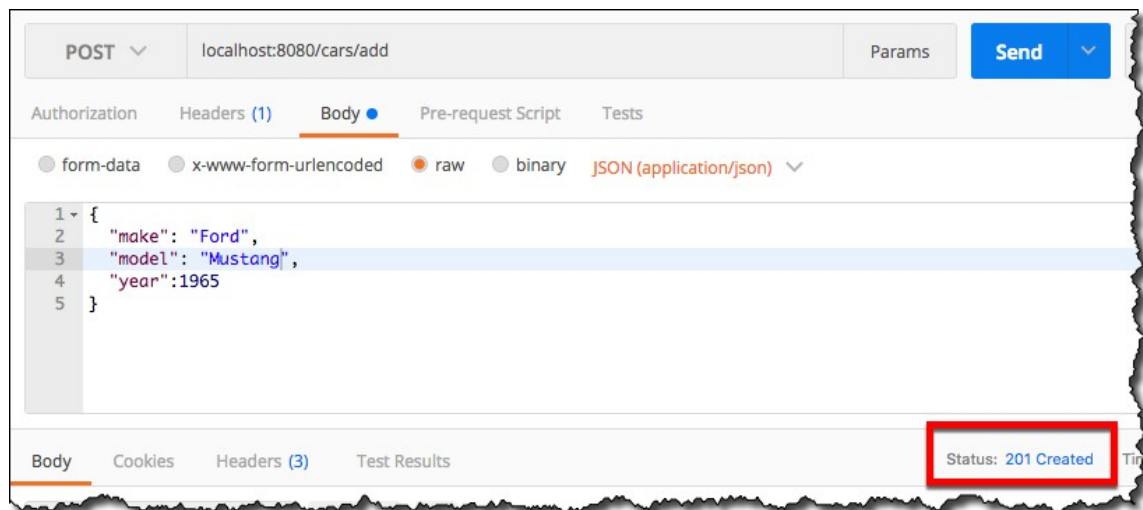 POST localhost:8080/cars/add Params Send
Authorization Headers (1) Body Pre-request Script Tests
form-data x-www-form-urlencoded raw binary JSON (application/json)
1 {
2 "make": "Ford",
3 "model": "Mustang",
4 "year":1965
5 }
Body Cookies Headers (3) Test Results Status: 201 Created